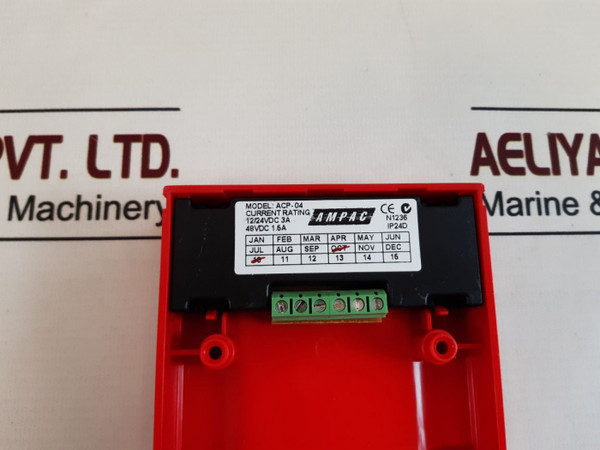 PVT. LTD.
Machinery
AELIYA
Marine &
MODEL: ACP-04
CURRENT RATING
12/24VDC 3A
48VDC 1.5A
AMPAC
CE
N1236
IP24D
JAN FEB MAR APR MAY JUN
JUL AUG SEP OCT NOV DEC
10 11 12 13 14 15